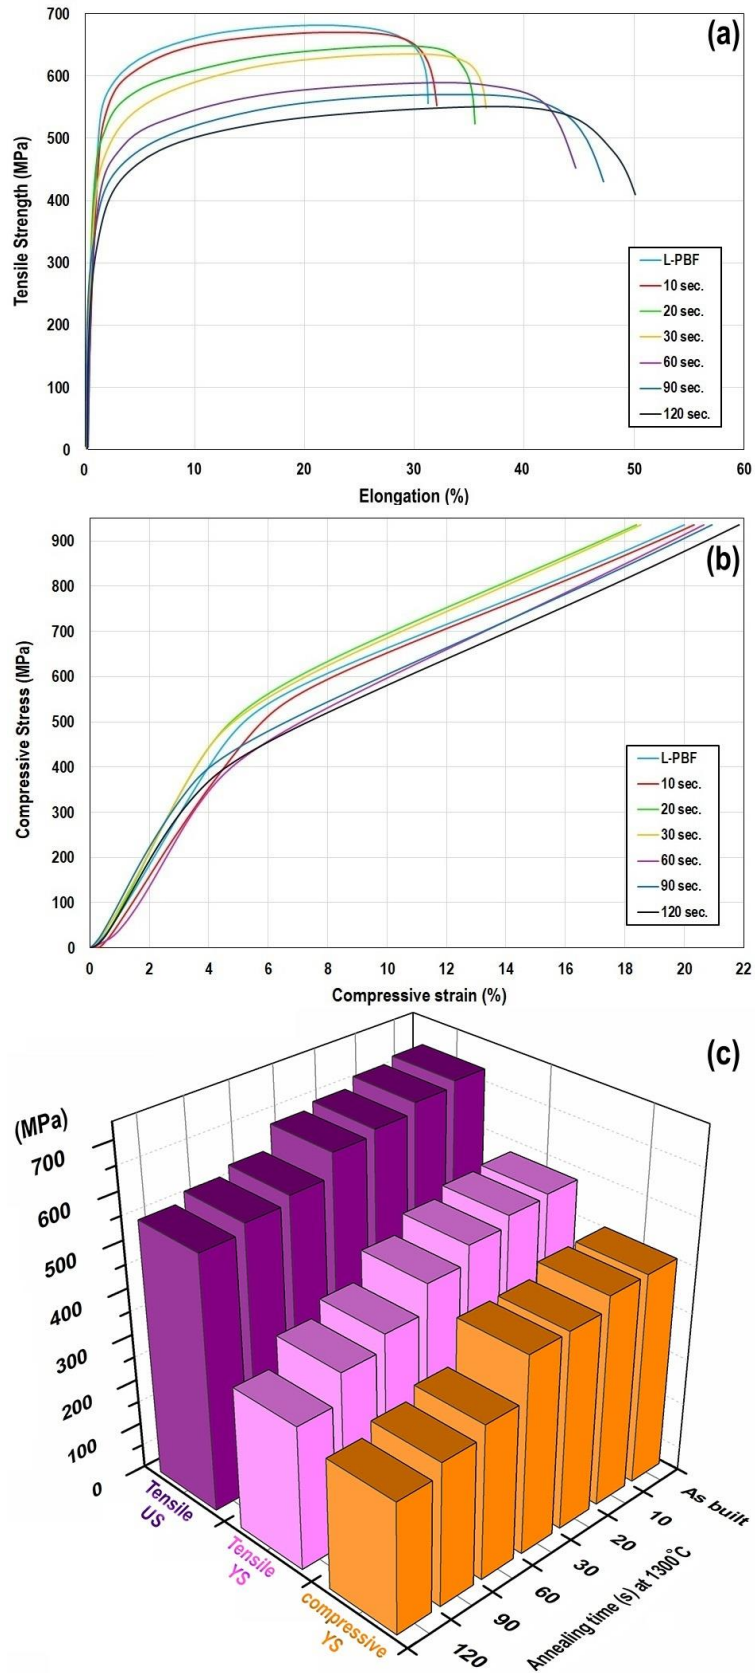 (a)
700
600
500
400
300
200
100
0
Tensile Strength (MPa)
L-PBF
10 sec.
20 sec.
30 sec.
60 sec.
90 sec.
120 sec.
0 10 20 30 40 50 60
Elongation (%)
(b)
900
800
700
600
500
400
300
200
100
0
Compressive Stress (MPa)
L-PBF
10 sec.
20 sec.
30 sec.
60 sec.
90 sec.
120 sec.
0 2 4 6 8 10 12 14 16 18 20 22
Compressive strain (%)
(c)
(MPa)
700
600
500
400
300
200
100
0
Tensile
US
Tensile
YS
compressive
YS
As built
10
20
30
60
90
120
Annealing time (s) at 1300°C